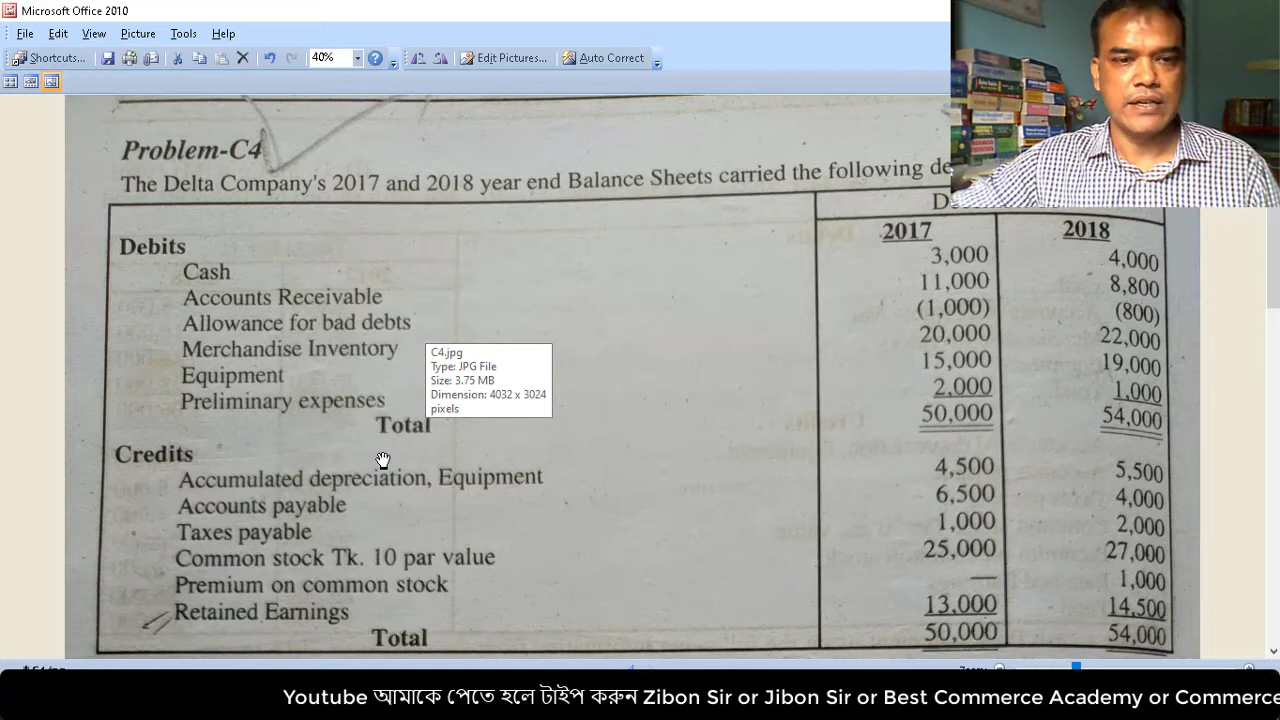 Microsoft Office 2010
File Edit View Picture Tools Help
Shortcuts... 40% Edit Pictures... Auto Correct
Problem-C4
The Delta Company's 2017 and 2018 year end Balance Sheets carried the following de
2017 2018
Debits
Cash 3,000 4,000
Accounts Receivable 11,000 8,800
Allowance for bad debts (1,000) (800)
Merchandise Inventory 20,000 22,000
Equipment 15,000 19,000
Preliminary expenses 2,000 1,000
Total 50,000 54,000
C4.jpg
Type: JPG File
Size: 3.75 MB
Dimension: 4032 x 3024
pixels
Credits
Accumulated depreciation, Equipment 4,500 5,500
Accounts payable 6,500 4,000
Taxes payable 1,000 2,000
Common stock Tk. 10 par value 25,000 27,000
Premium on common stock — 1,000
Retained Earnings 13,000 14,500
Total 50,000 54,000
Youtube আমাকে পেতে হলে টাইপ করুন Zibon Sir or Jibon Sir or Best Commerce Academy or Commerce